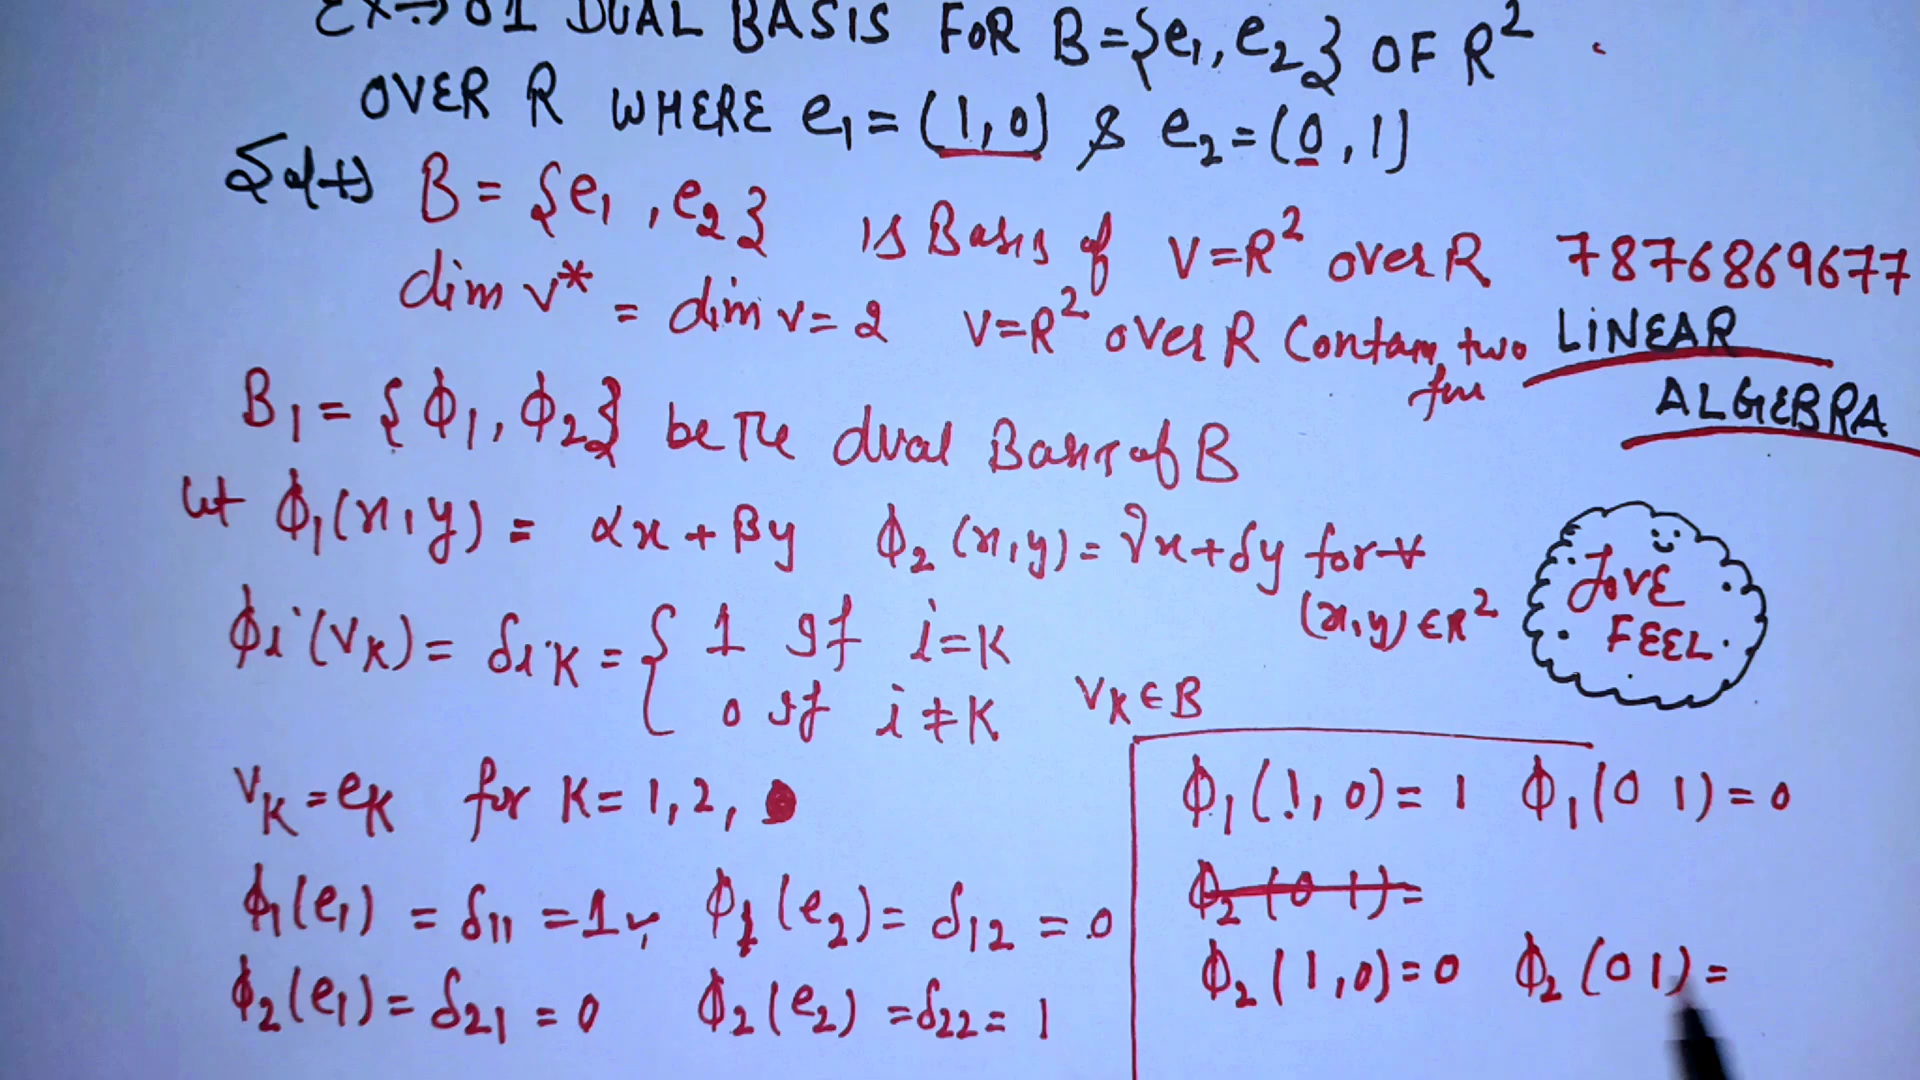 EX→01 DUAL BASIS FOR B={e₁, e₂} OF R²
OVER R WHERE e₁=(1,0) & e₂=(0,1)
Sol→ B = {e₁, e₂} is Basis of V=R² over R
dim v* = dim v = 2 V=R² over R Contain two
fun
7876869677
LINEAR
ALGEBRA
B₁ = {ϕ₁, ϕ₂} be The dual Basis of B
let ϕ₁(x,y) = αx+βy ϕ₂(x,y)=γx+δy for ∀
(x,y)∈R²
LOVE
FEEL
ϕi(vK) = δiK = { 1 If i=K
0 If i≠K
VK∈B
VK=eK for K=1,2,
ϕ₁(e₁) = δ₁₁ = 1, ϕ₁(e₂) = δ₁₂ = 0
ϕ₂(e₁) = δ₂₁ = 0 ϕ₂(e₂) = δ₂₂ = 1
ϕ₁(1,0) = 1 ϕ₁(0 1) = 0
ϕ₂(0 1)=
ϕ₂(1,0)=0 ϕ₂(0 1) =